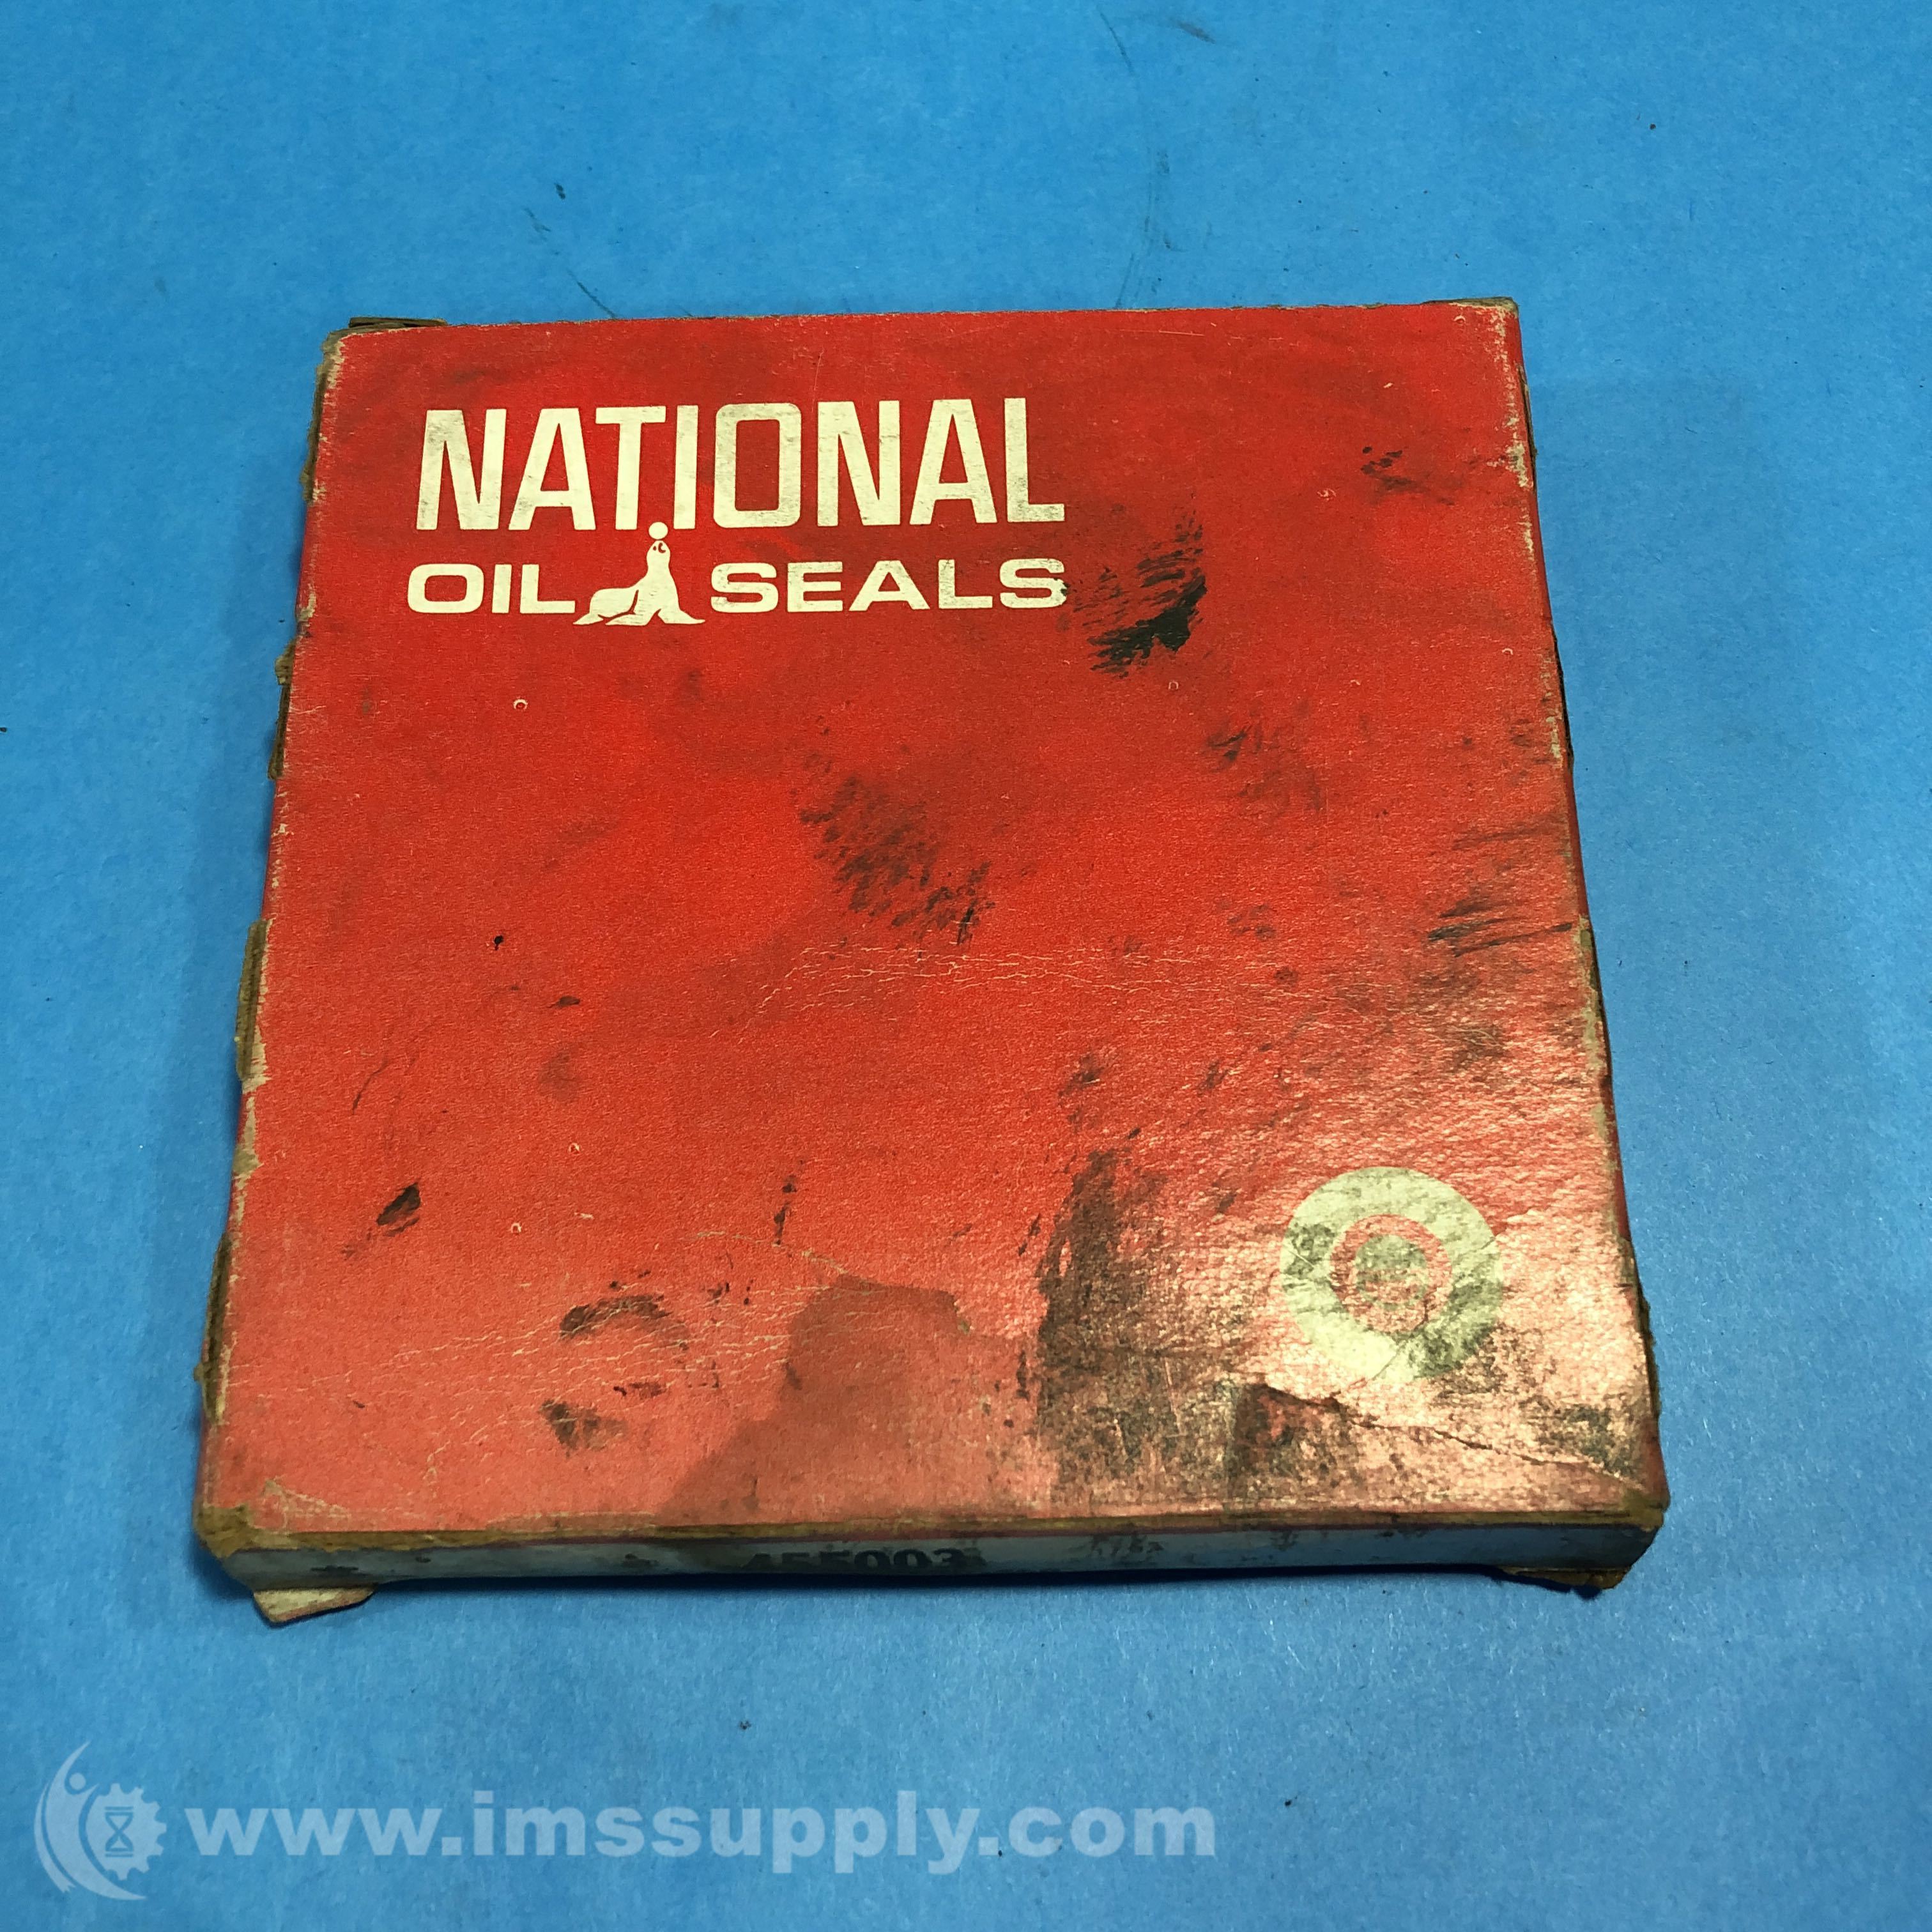 NATIONAL
OIL SEALS
455003
www.imssupply.com